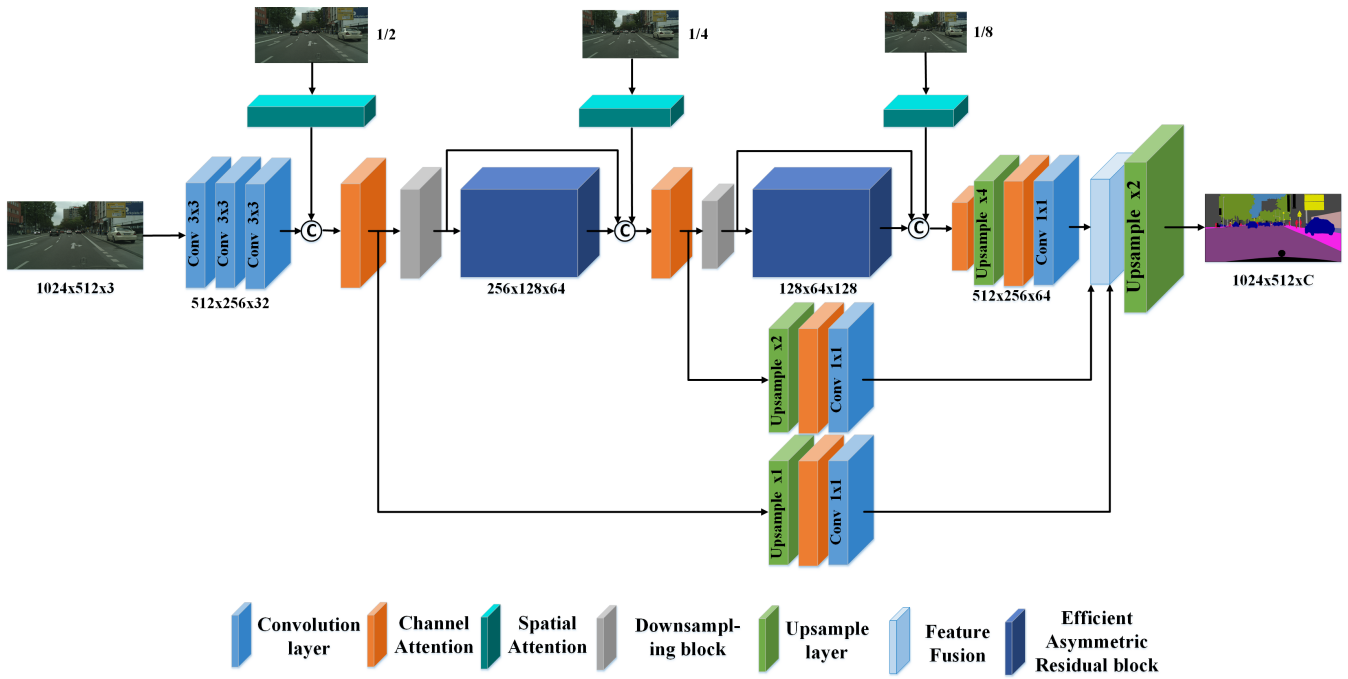 1/2
1/4
1/8
Conv 3x3
Conv 3x3
Conv 3x3
C
C
C
Upsample x4
Conv 1x1
Upsample x2
1024x512x3
512x256x32
256x128x64
128x64x128
512x256x64
1024x512xC
Upsample x2
Conv 1x1
Upsample x1
Conv 1x1
Convolution
layer
Channel
Attention
Spatial
Attention
Downsampl-
ing block
Upsample
layer
Feature
Fusion
Efficient
Asymmetric
Residual block